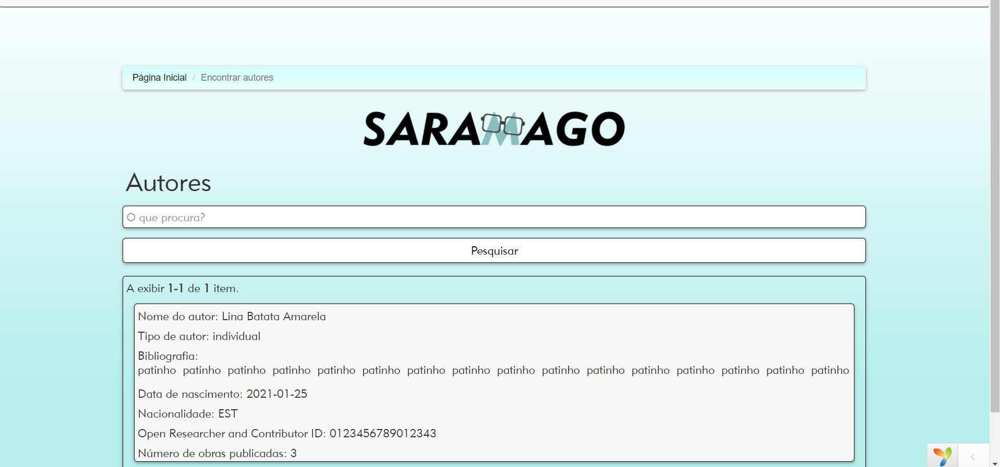 Página Inicial / Encontrar autores
SARAMAGO
Autores
O que procura?
Pesquisar
A exibir 1-1 de 1 item.
Nome do autor: Lina Batata Amarela
Tipo de autor: individual
Bibliografia:
patinho patinho patinho patinho patinho patinho patinho patinho patinho patinho patinho patinho patinho patinho patinho patinho
Data de nascimento: 2021-01-25
Nacionalidade: EST
Open Researcher and Contributor ID: 0123456789012343
Número de obras publicadas: 3